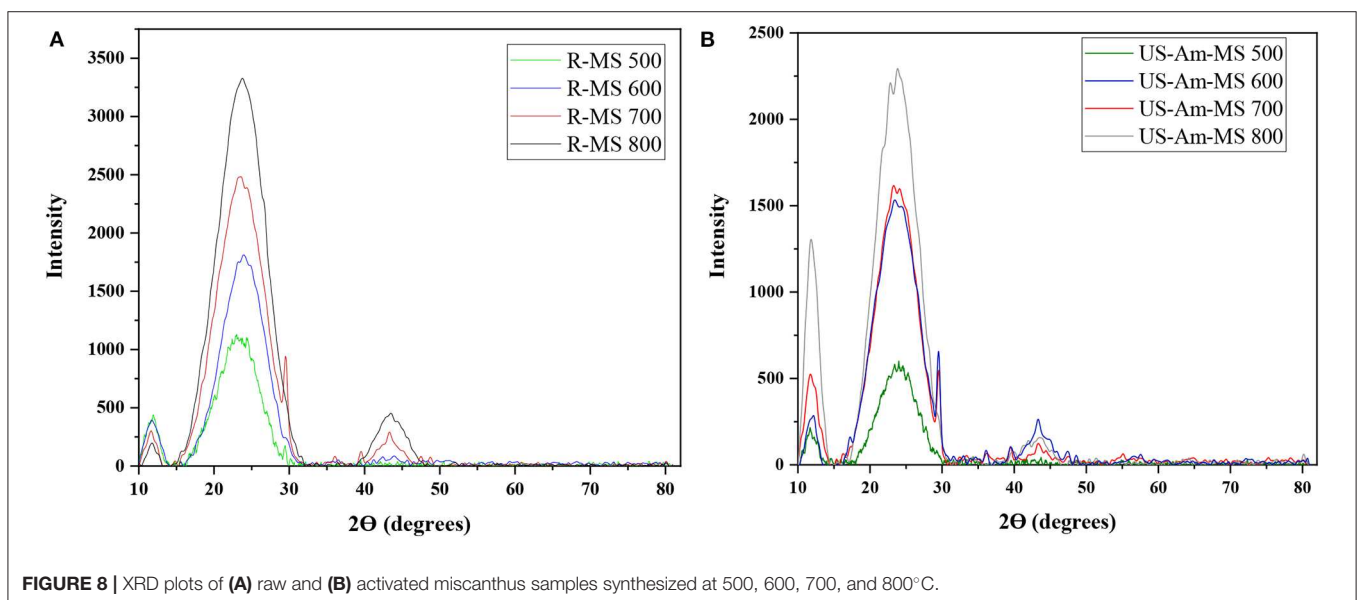 A
3500
3000
2500
2000
1500
1000
500
0
Intensity
R-MS 500
R-MS 600
R-MS 700
R-MS 800
10 20 30 40 50 60 70 80
2Θ (degrees)
B
2500
2000
1500
1000
500
0
Intensity
US-Am-MS 500
US-Am-MS 600
US-Am-MS 700
US-Am-MS 800
10 20 30 40 50 60 70 80
2Θ (degrees)
FIGURE 8 | XRD plots of (A) raw and (B) activated miscanthus samples synthesized at 500, 600, 700, and 800°C.